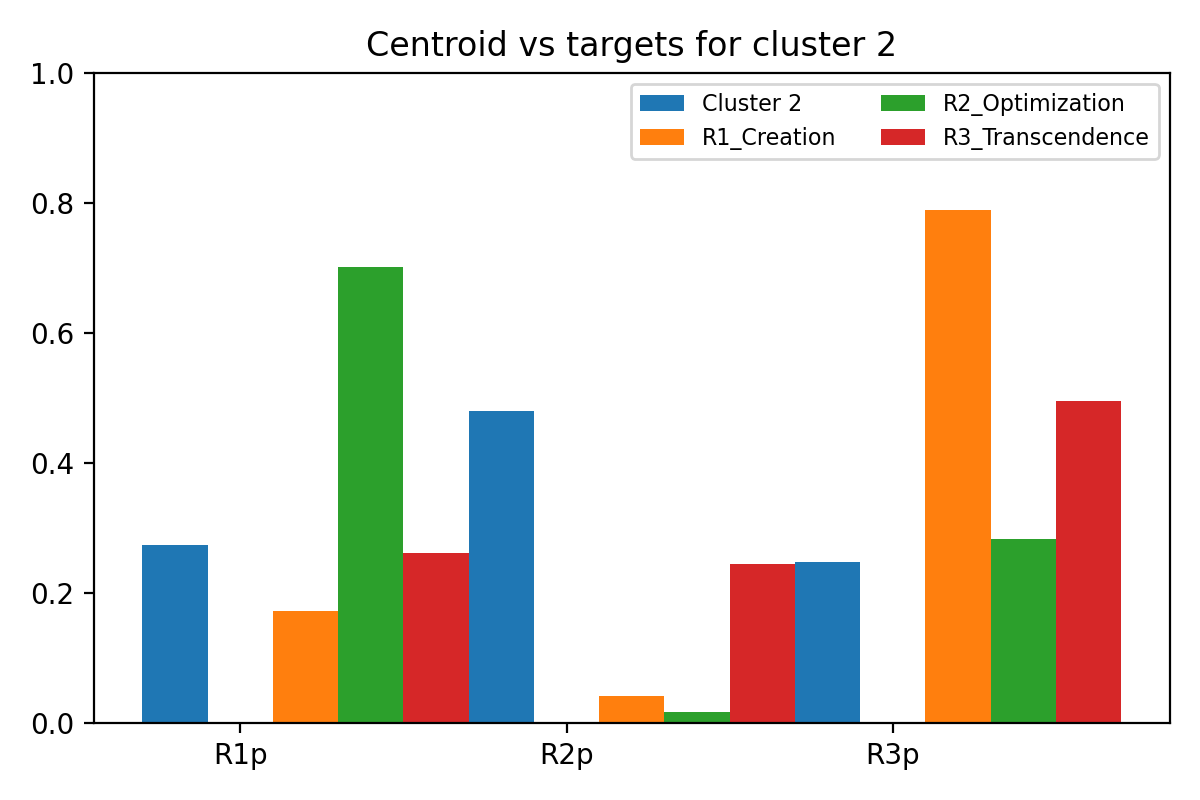 Centroid vs targets for cluster 2
1.0
Cluster 2
R2_Optimization
R1_Creation
R3_Transcendence
0.8
0.6
0.4
0.2
0.0
R1p
R2p
R3p